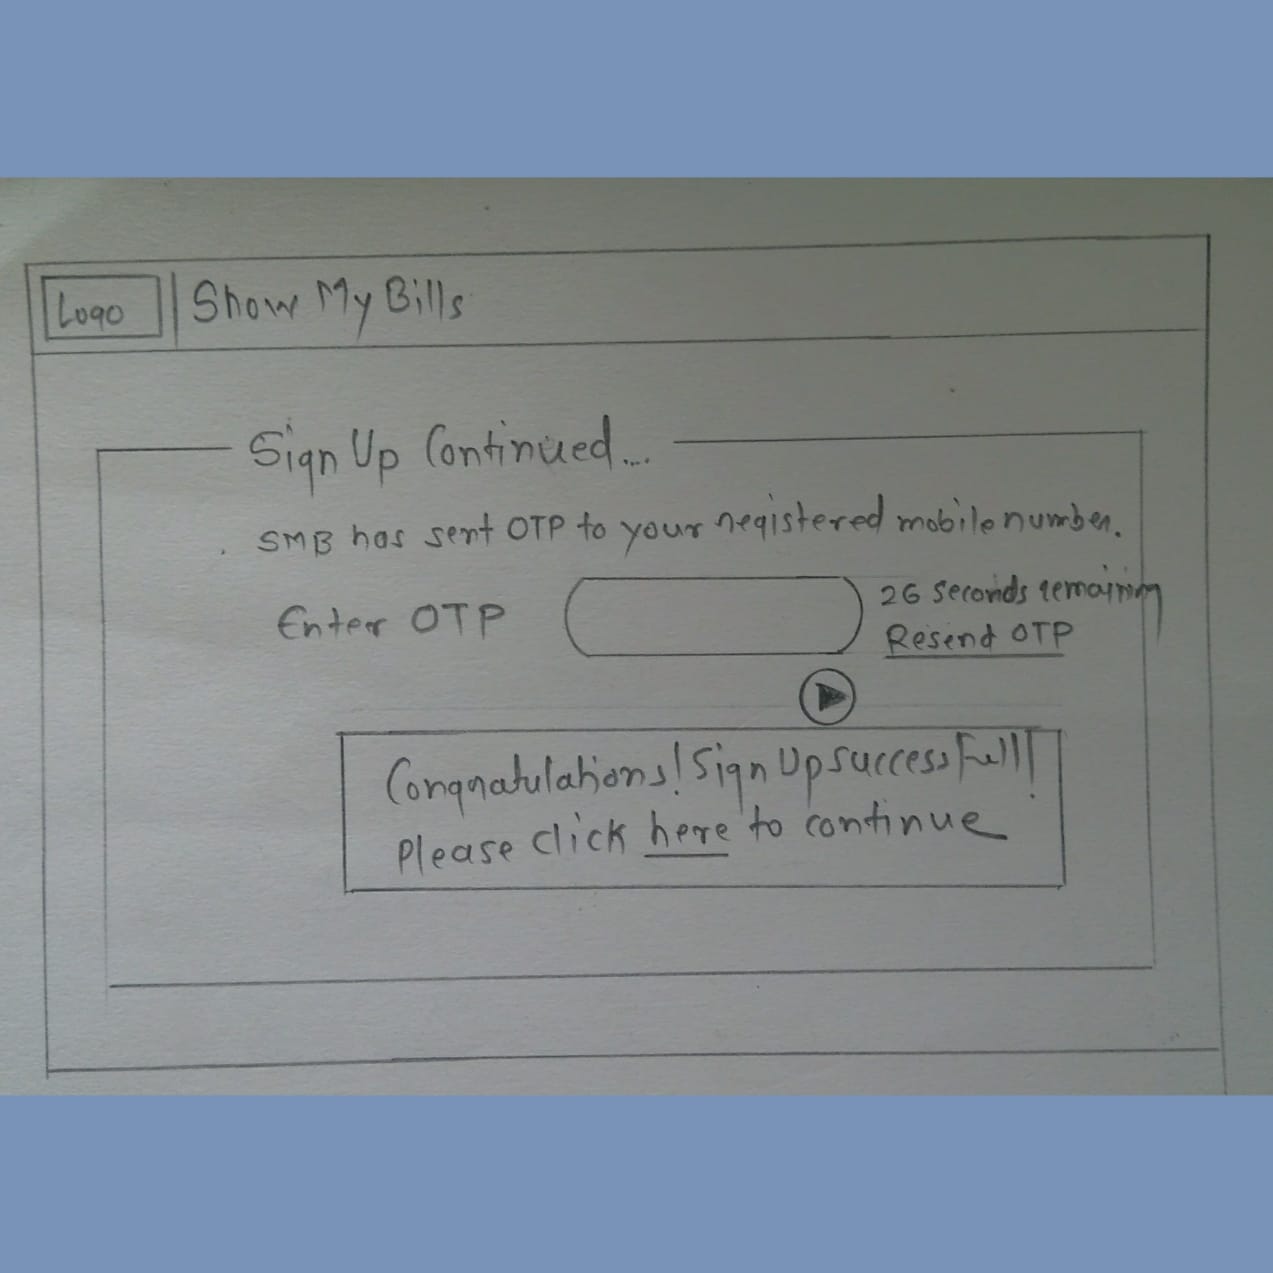 Logo
Show My Bills
Sign Up Continued...
SMB has sent OTP to your registered mobile number.
Enter OTP
26 seconds remaining
Resend OTP
Congratulations! Sign Up successfull!
Please click here to continue